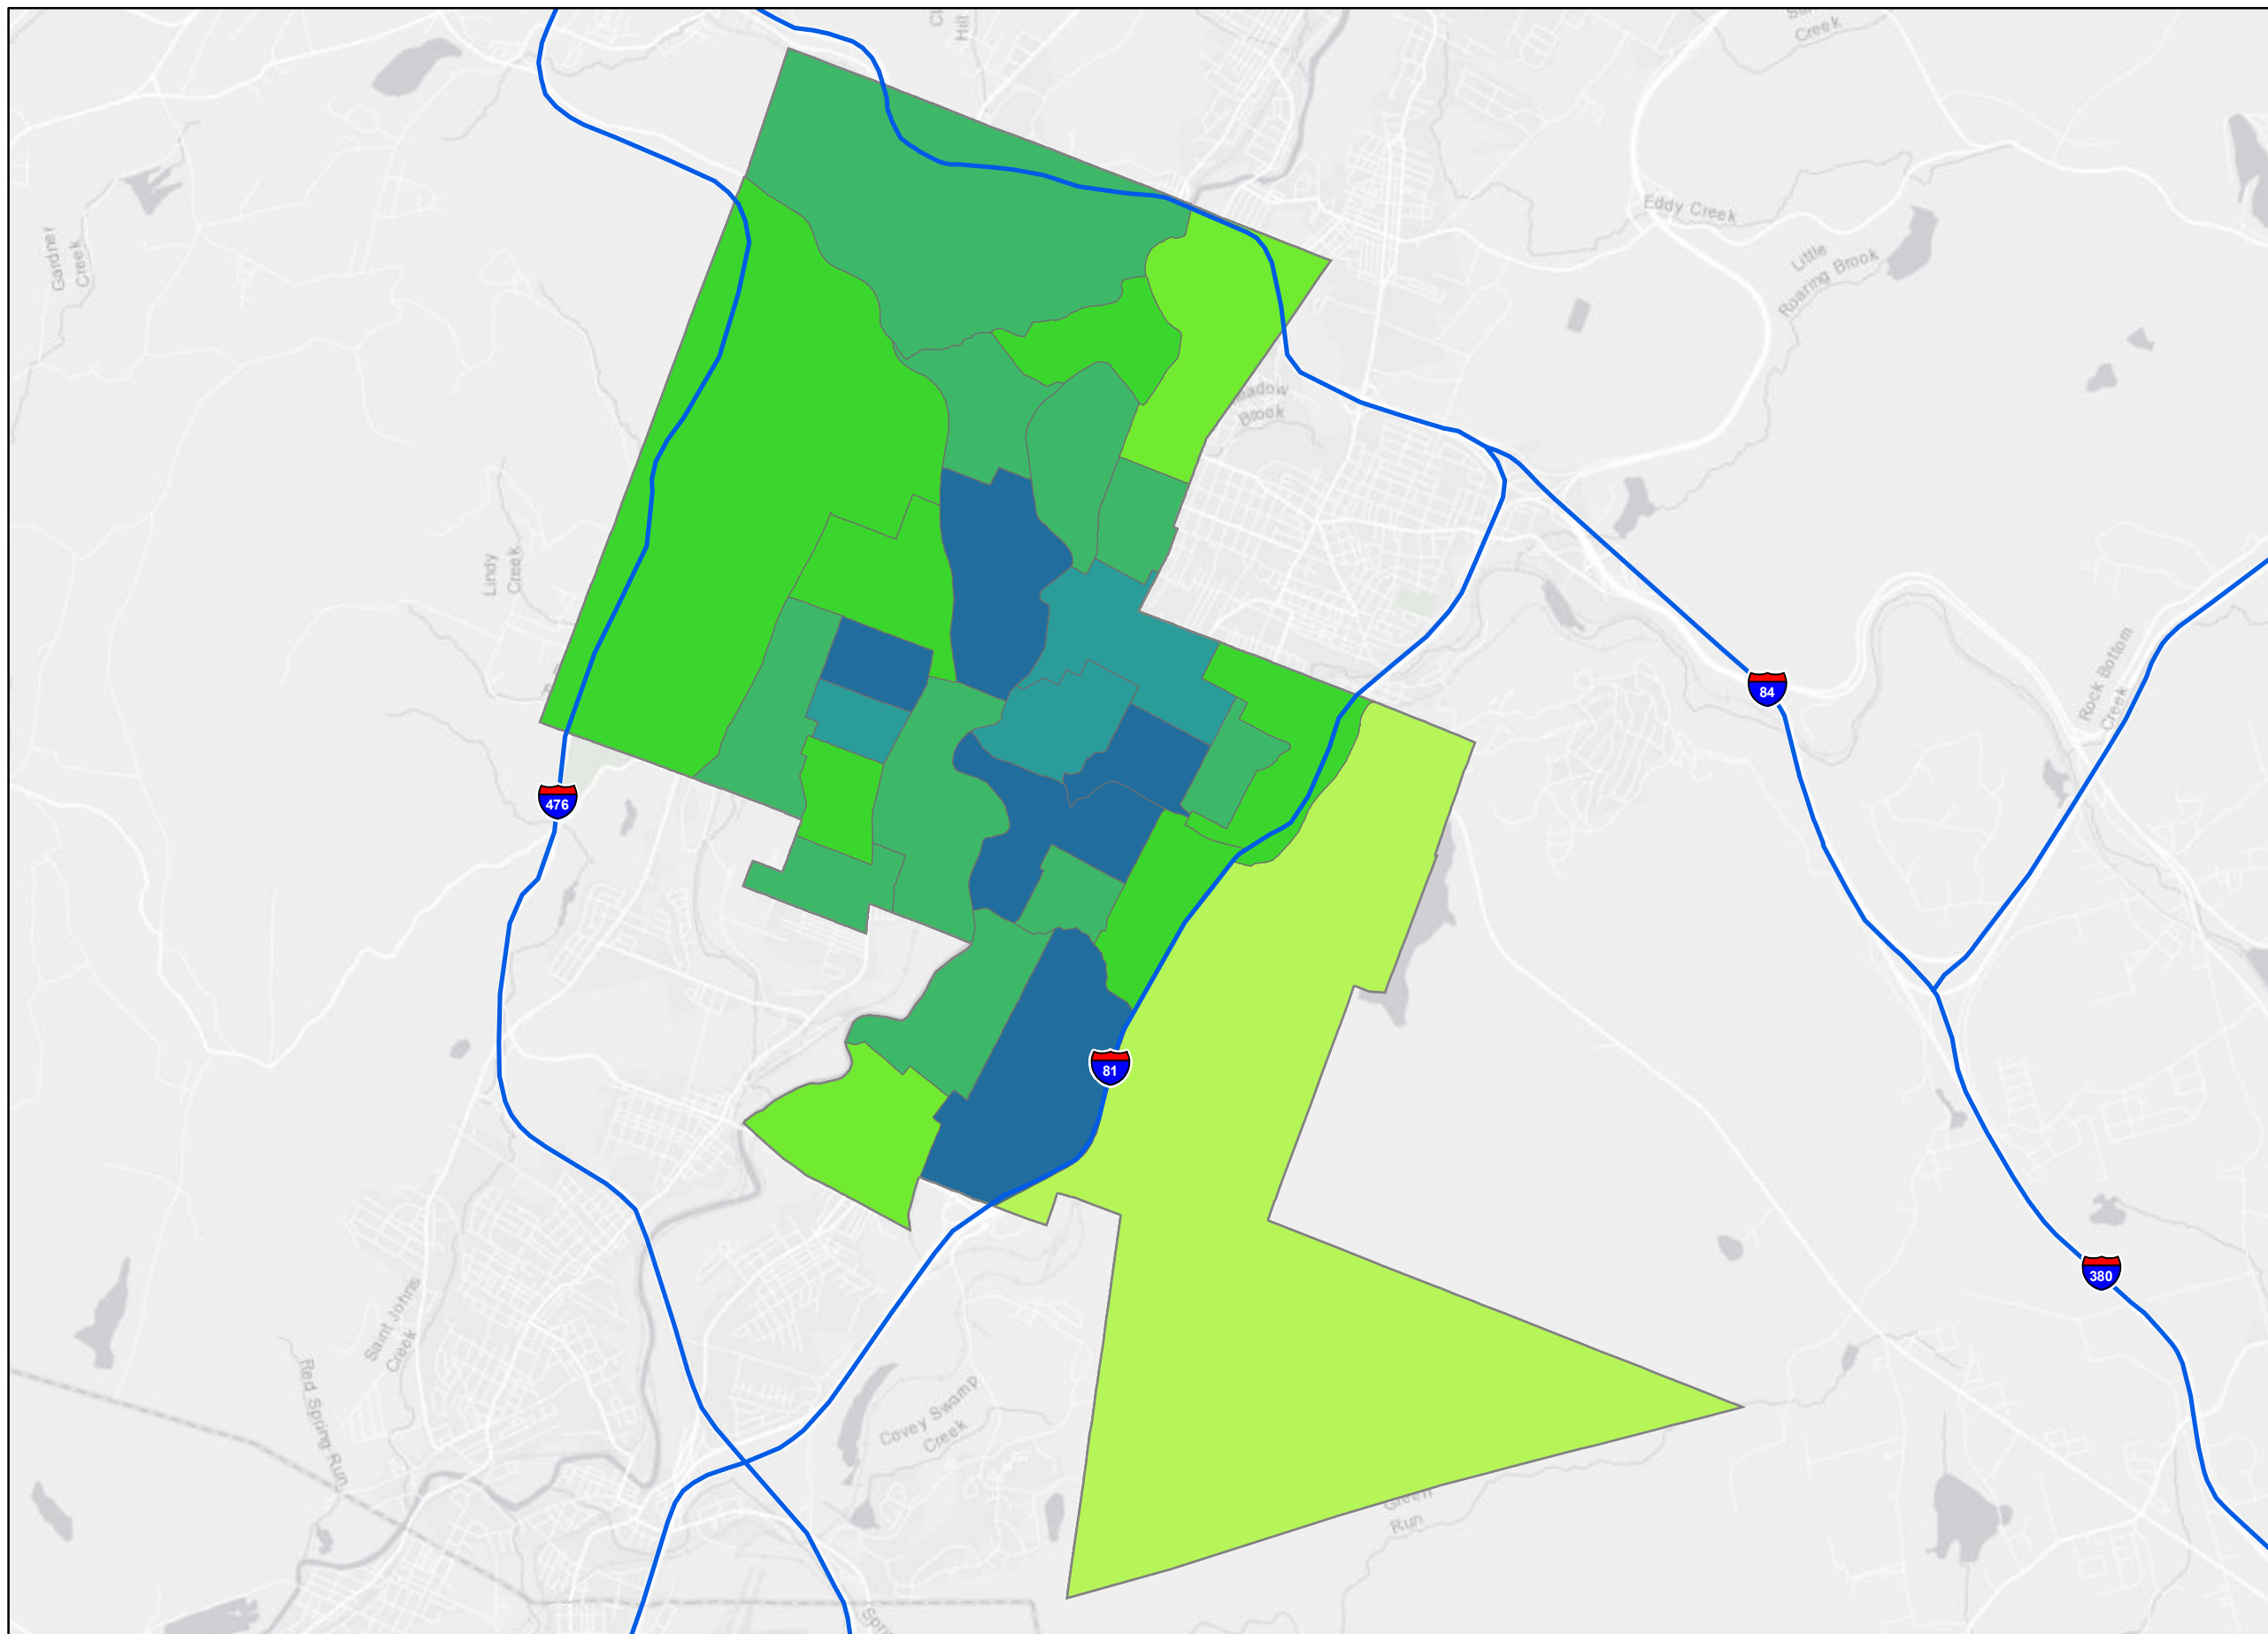 Hill
Creek
Eddy Creek
Little
Roaring Brook
Gardner
Creek
Brook
Lindy
Creek
84
Rock Bottom
Creek
476
81
380
Saint Johns
Creek
Red Spring Run
Covey Swamp
Creek
Green
Run